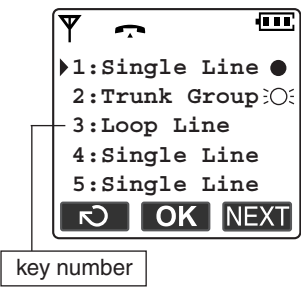 1:Single Line
2:Trunk Group
3:Loop Line
4:Single Line
5:Single Line
OK NEXT
key number